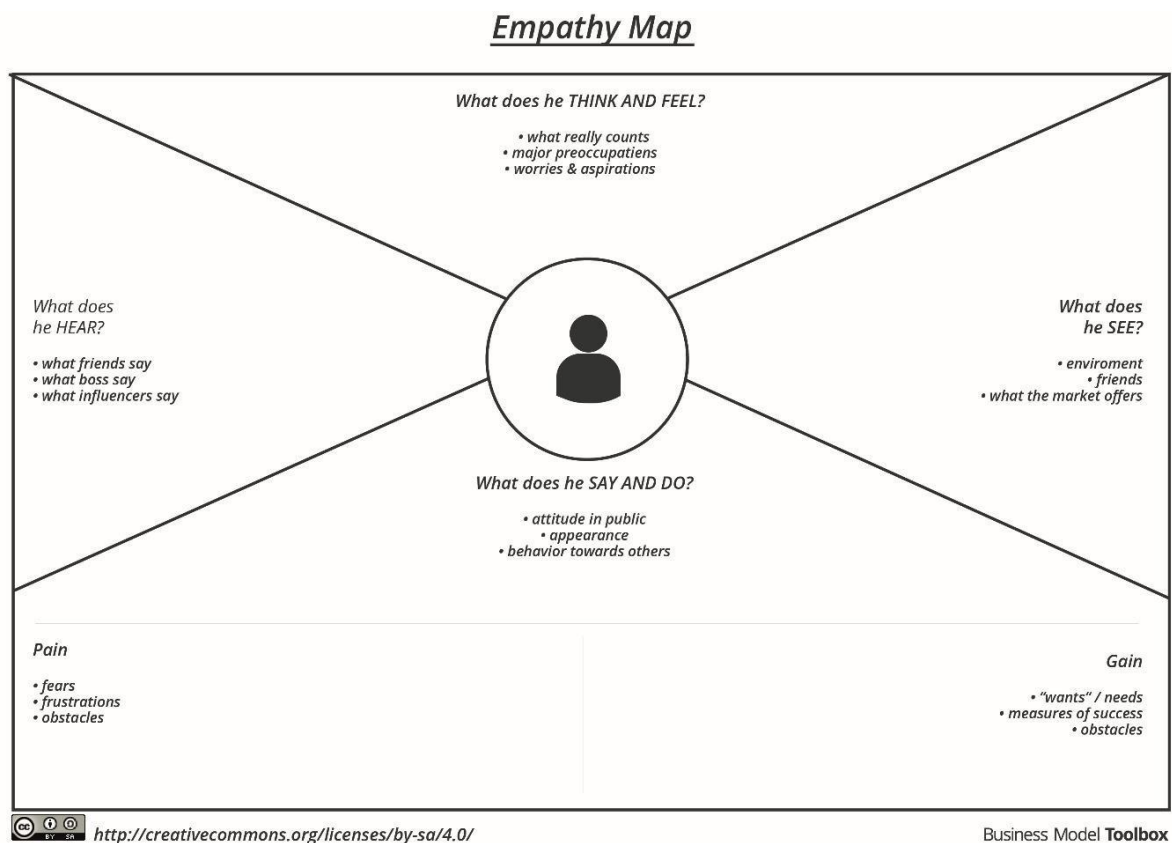 Empathy Map
What does he THINK AND FEEL?
• what really counts
• major preoccupatiens
• worries & aspirations
What does
he HEAR?
• what friends say
• what boss say
• what influencers say
What does
he SEE?
• enviroment
• friends
• what the market offers
What does he SAY AND DO?
• attitude in public
• appearance
• behavior towards others
Pain
• fears
• frustrations
• obstacles
Gain
• “wants“ / needs
• measures of success
• obstacles
cc BY SA http://creativecommons.org/licenses/by-sa/4.0/
Business Model Toolbox